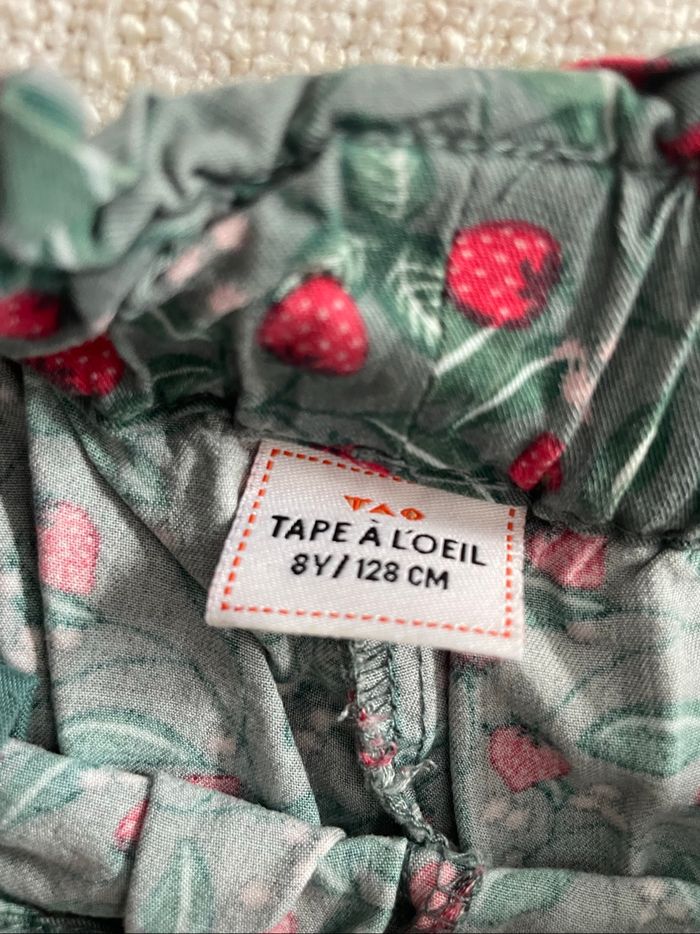 TAO
TAPE À L'OEIL
8Y/128 CM